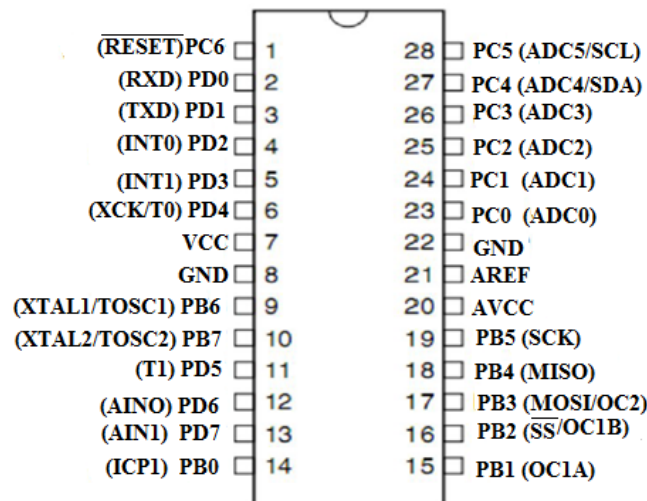 (RESET)PC6 1 28 PC5 (ADC5/SCL)
(RXD) PD0 2 27 PC4 (ADC4/SDA)
(TXD) PD1 3 26 PC3 (ADC3)
(INT0) PD2 4 25 PC2 (ADC2)
(INT1) PD3 5 24 PC1 (ADC1)
(XCK/T0) PD4 6 23 PC0 (ADC0)
VCC 7 22 GND
GND 8 21 AREF
(XTAL1/TOSC1) PB6 9 20 AVCC
(XTAL2/TOSC2) PB7 10 19 PB5 (SCK)
(T1) PD5 11 18 PB4 (MISO)
(AINO) PD6 12 17 PB3 (MOSI/OC2)
(AIN1) PD7 13 16 PB2 (SS/OC1B)
(ICP1) PB0 14 15 PB1 (OC1A)